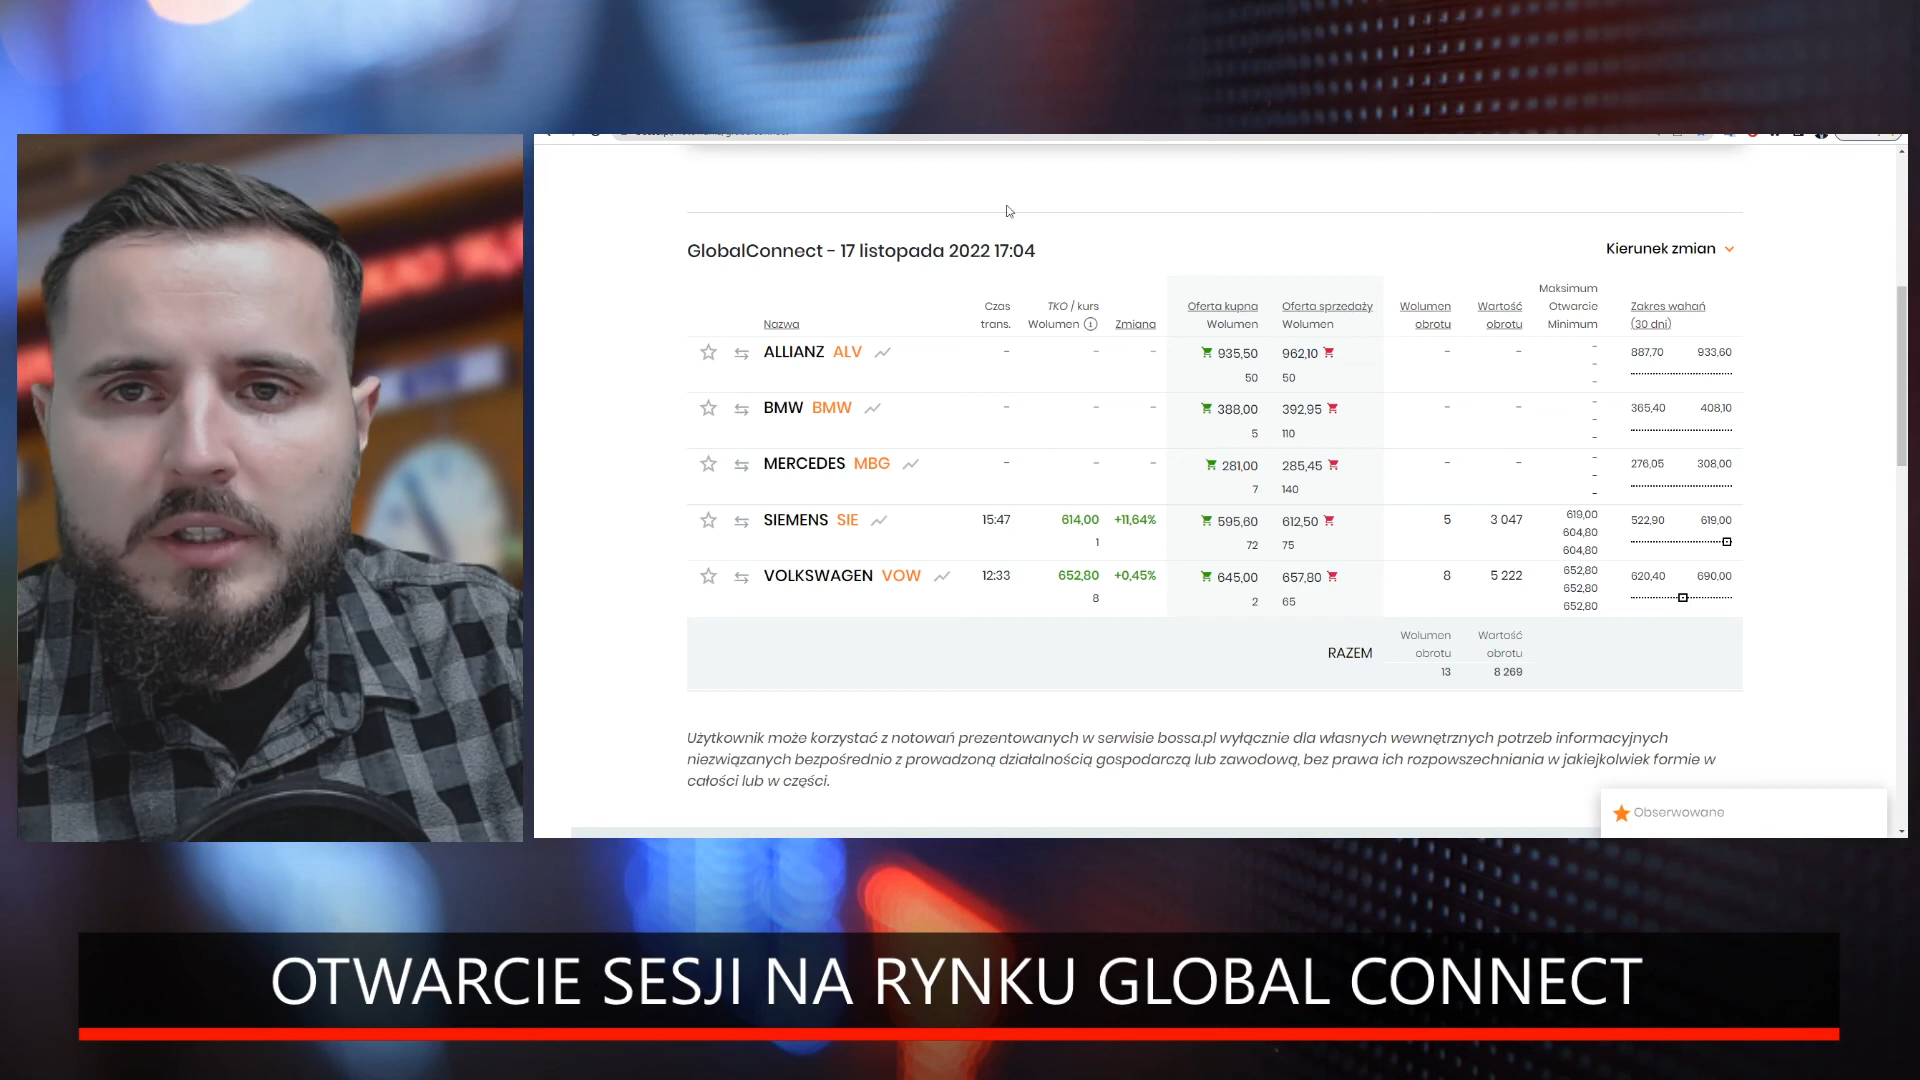 GlobalConnect - 17 listopada 2022 17:04
Kierunek zmian
Nazwa Czas trans. TKO / kurs Wolumen Zmiana Oferta kupna Wolumen Oferta sprzedaży Wolumen Wolumen obrotu Wartość obrotu Maksimum Otwarcie Minimum Zakres wahań (30 dni)
ALLIANZ ALV - - - 935,50 962,10 - - - 887,70 933,60
50 50 -
-
BMW BMW - - - 388,00 392,95 - - - 365,40 408,10
5 110 -
-
MERCEDES MBG - - - 281,00 285,45 - - - 276,05 308,00
7 140 -
-
SIEMENS SIE 15:47 614,00 +11,64% 595,60 612,50 5 3 047 619,00 522,90 619,00
604,80
1 72 75 604,80
VOLKSWAGEN VOW 12:33 652,80 +0,45% 645,00 657,80 8 5 222 652,80 620,40 690,00
652,80
8 2 65 652,80
RAZEM Wolumen obrotu Wartość obrotu
13 8 269
Użytkownik może korzystać z notowań prezentowanych w serwisie bossa.pl wyłącznie dla własnych wewnętrznych potrzeb informacyjnych
niezwiązanych bezpośrednio z prowadzoną działalnością gospodarczą lub zawodową, bez prawa ich rozpowszechniania w jakiejkolwiek formie w
całości lub w części.
Obserwowane
OTWARCIE SESJI NA RYNKU GLOBAL CONNECT